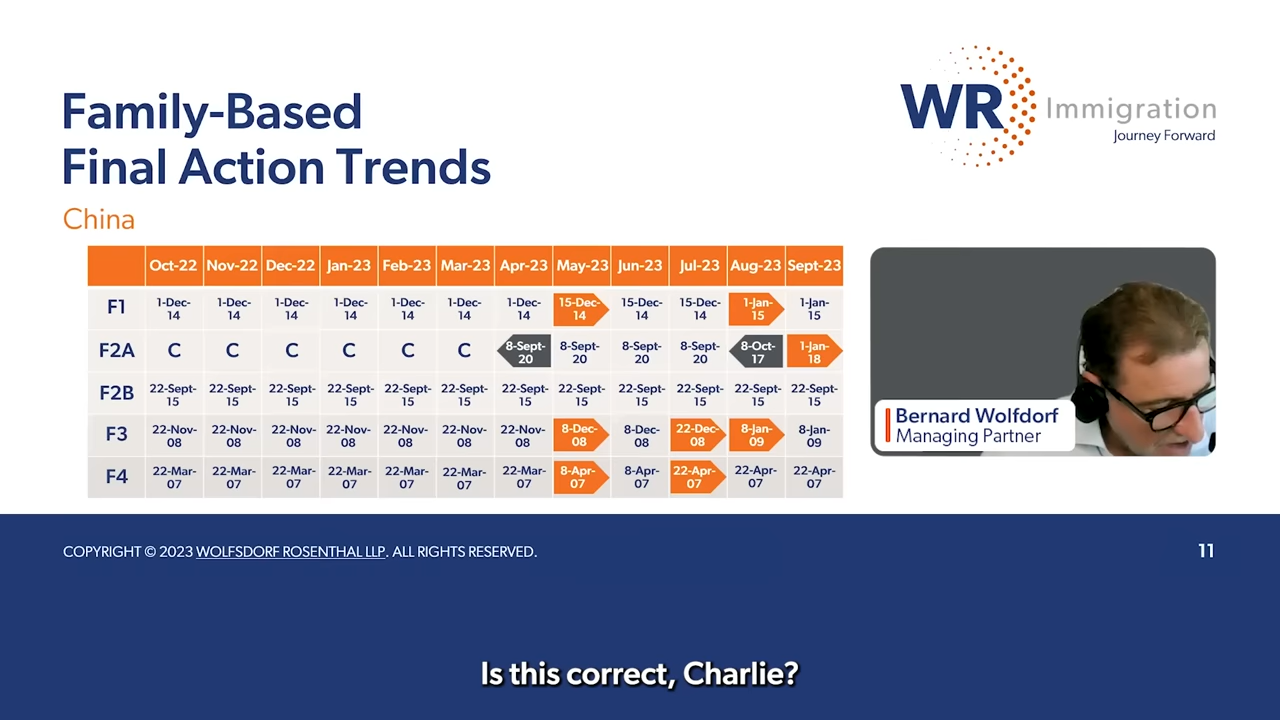 Family-Based
Final Action Trends
China
WR Immigration
Journey Forward
Oct-22 Nov-22 Dec-22 Jan-23 Feb-23 Mar-23 Apr-23 May-23 Jun-23 Jul-23 Aug-23 Sept-23
F1 1-Dec-14 1-Dec-14 1-Dec-14 1-Dec-14 1-Dec-14 1-Dec-14 1-Dec-14 15-Dec-14 15-Dec-14 15-Dec-14 1-Jan-15 1-Jan-15
F2A C C C C C C 8-Sept-20 8-Sept-20 8-Sept-20 8-Sept-20 8-Oct-17 1-Jan-18
F2B 22-Sept-15 22-Sept-15 22-Sept-15 22-Sept-15 22-Sept-15 22-Sept-15 22-Sept-15 22-Sept-15 22-Sept-15 22-Sept-15 22-Sept-15 22-Sept-15
F3 22-Nov-08 22-Nov-08 22-Nov-08 22-Nov-08 22-Nov-08 22-Nov-08 22-Nov-08 8-Dec-08 8-Dec-08 22-Dec-08 8-Jan-09 8-Jan-09
F4 22-Mar-07 22-Mar-07 22-Mar-07 22-Mar-07 22-Mar-07 22-Mar-07 22-Mar-07 8-Apr-07 8-Apr-07 22-Apr-07 22-Apr-07 22-Apr-07
Bernard Wolfdorf
Managing Partner
COPYRIGHT © 2023 WOLFSDORF ROSENTHAL LLP. ALL RIGHTS RESERVED.
11
Is this correct, Charlie?